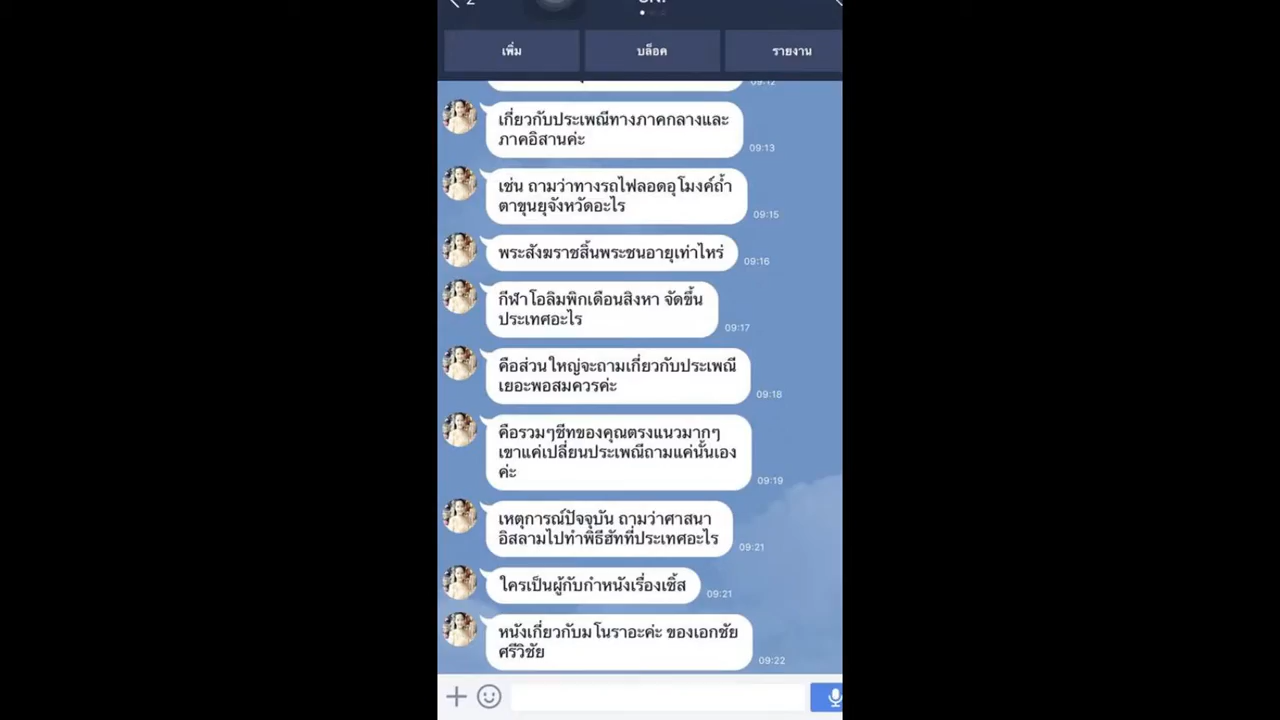 2
เพิ่ม
บล็อค
รายงาน
09:12
เกี่ยวกับประเพณีทางภาคกลางและ
ภาคอิสานค่ะ
09:13
เช่น ถามว่าทางรถไฟลอดอุโมงค์ถ้ำ
ตาขุนยุจังหวัดอะไร
09:15
พระสังฆราชสิ้นพระชนอายุเท่าไหร่
09:16
กีฬาโอลิมพิกเดือนสิงหา จัดขึ้น
ประเทศอะไร
09:17
คือส่วนใหญ่จะถามเกี่ยวกับประเพณี
เยอะพอสมควรค่ะ
09:18
คือรวมๆชีทของคุณตรงแนวมากๆ
เขาแค่เปลี่ยนประเพณีถามแค่นั้นเอง
ค่ะ
09:19
เหตุการณ์ปัจจุบัน ถามว่าศาสนา
อิสลามไปทำพิธีฮัทที่ประเทศอะไร
09:21
ใครเป็นผู้กับกำหนังเรื่องเซิ้ส
09:21
หนังเกี่ยวกับมโนราอะค่ะ ของเอกชัย
ศรีวิชัย
09:22